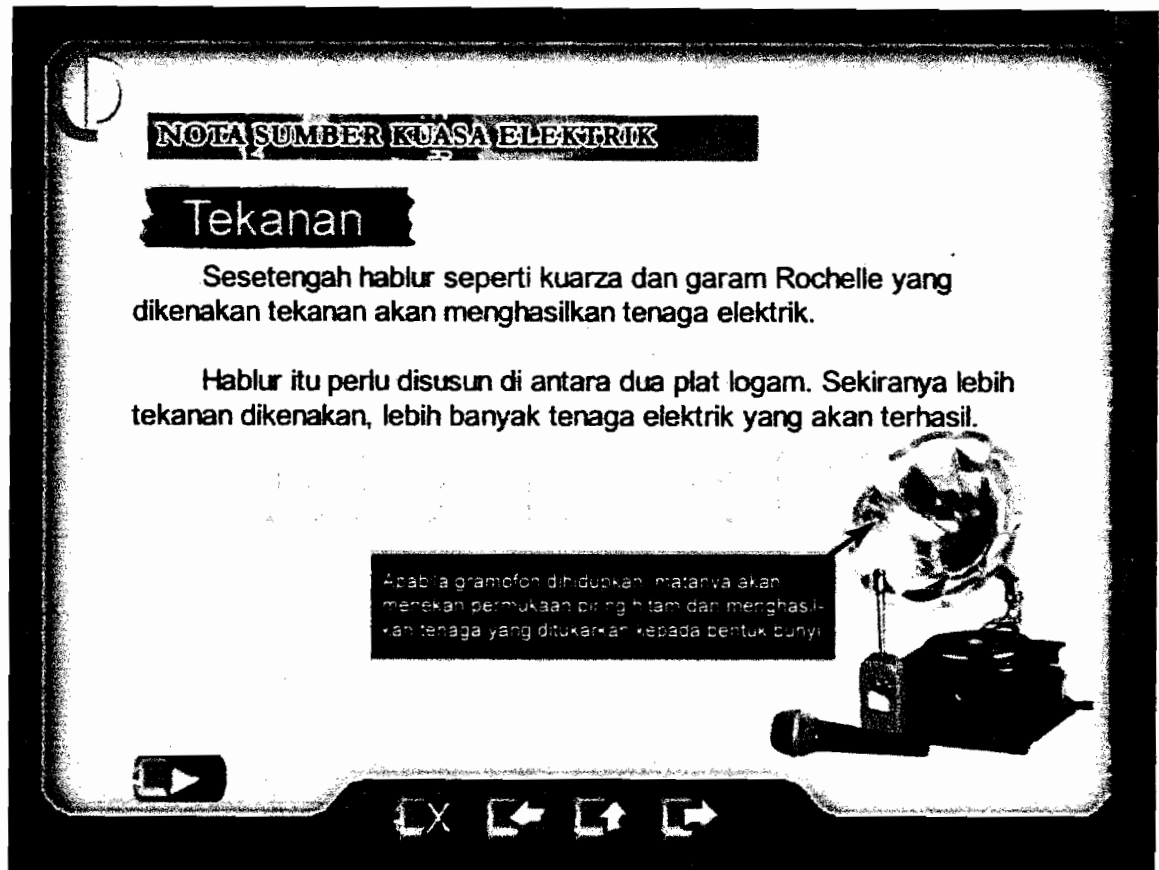 NOTA SUMBER KUASA ELEKTRIK
Tekanan
Sesetengah hablur seperti kuarza dan garam Rochelle yang
dikenakan tekanan akan menghasilkan tenaga elektrik.
Hablur itu perlu disusun di antara dua plat logam. Sekiranya lebih
tekanan dikenakan, lebih banyak tenaga elektrik yang akan terhasil.
Apabila gramofon dihidupkan, matanya akan
menekan permukaan piring hitam dan menghasil-
kan tenaga yang ditukarkan kepada bentuk bunyi